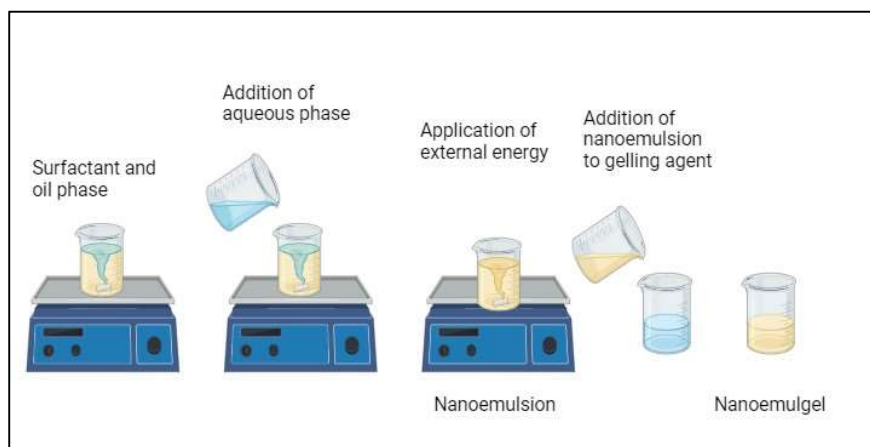 Surfactant and
oil phase
Addition of
aqueous phase
Application of
external energy
Addition of
nanoemulsion
to gelling agent
Nanoemulsion
Nanoemulgel